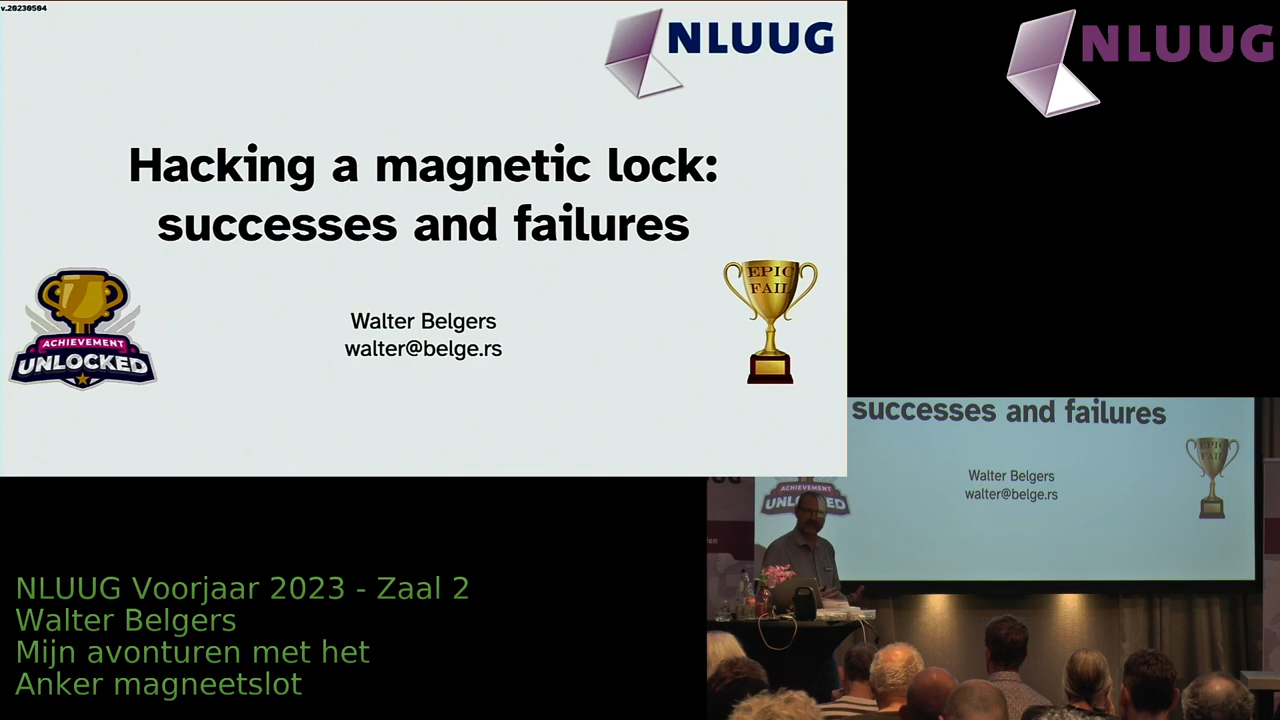 v.20230504
NLUUG
Hacking a magnetic lock:
successes and failures
ACHIEVEMENT
UNLOCKED
EPIC
FAIL
Walter Belgers
walter@belge.rs
NLUUG
successes and failures
Walter Belgers
walter@belge.rs
ACHIEVEMENT
EPIC
FAIL
NLUUG Voorjaar 2023 - Zaal 2
Walter Belgers
Mijn avonturen met het
Anker magneetslot